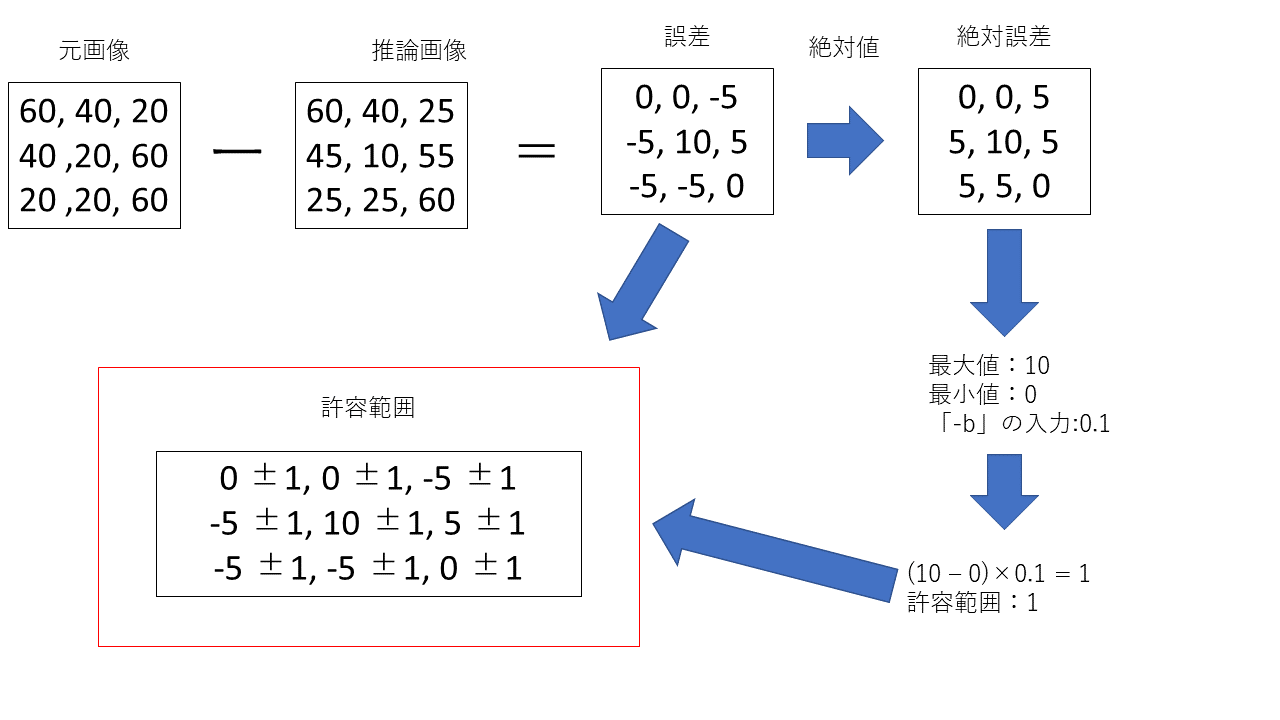 元画像
60, 40, 20
40 ,20, 60
20 ,20, 60
ー
推論画像
60, 40, 25
45, 10, 55
25, 25, 60
＝
誤差
0, 0, -5
-5, 10, 5
-5, -5, 0
絶対値
絶対誤差
0, 0, 5
5, 10, 5
5, 5, 0
最大値：10
最小値：0
「-b」の入力:0.1
(10 – 0)×0.1 = 1
許容範囲：1
許容範囲
0 ±1, 0 ±1, -5 ±1
-5 ±1, 10 ±1, 5 ±1
-5 ±1, -5 ±1, 0 ±1